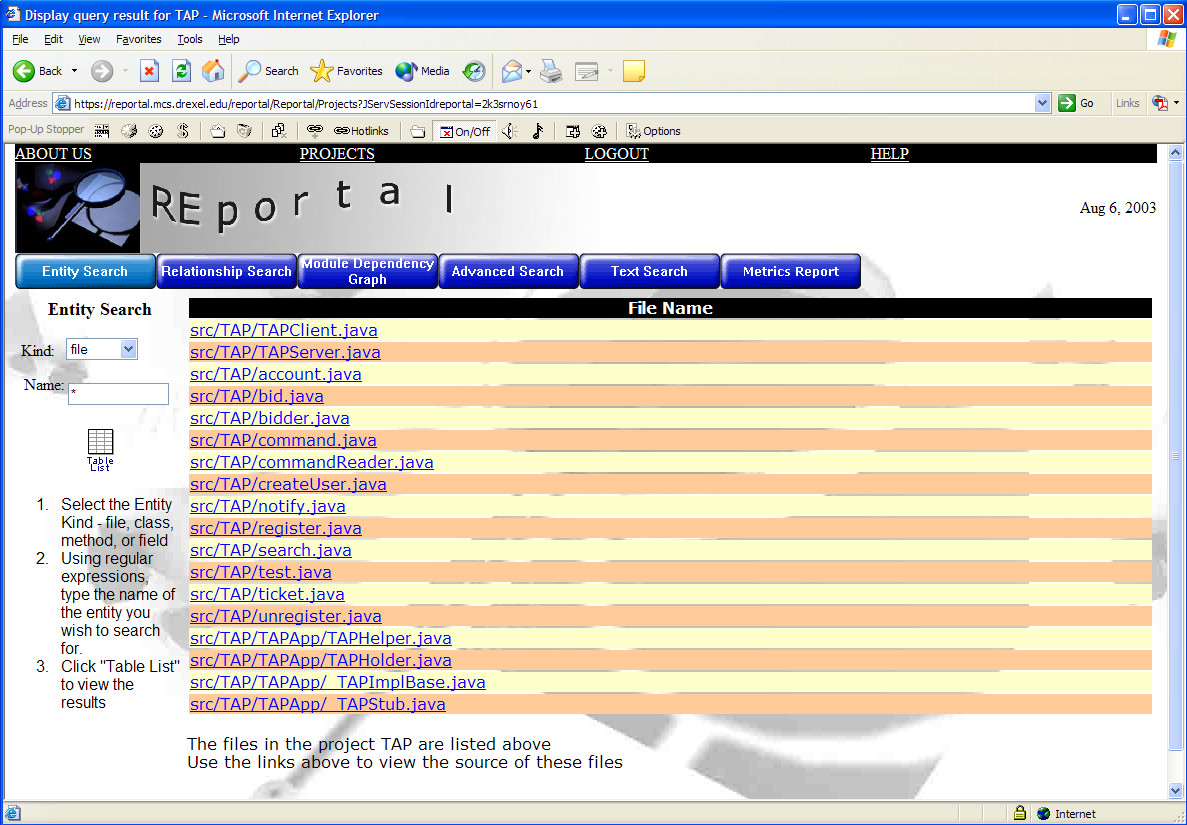 Display query result for TAP - Microsoft Internet Explorer
File Edit View Favorites Tools Help
Back Search Favorites Media
Address https://reportal.mcs.drexel.edu/reportal/Reportal/Projects?JServSessionIdreportal=2k3srnoy61 Go Links
Pop-Up Stopper $ Hotlinks On/Off Options
ABOUT US PROJECTS LOGOUT HELP
REportal
Aug 6, 2003
Entity Search Relationship Search Module Dependency Graph Advanced Search Text Search Metrics Report
Entity Search
Kind: file
Name: *
Table
List
1. Select the Entity
Kind - file, class,
method, or field
2. Using regular
expressions,
type the name of
the entity you
wish to search
for.
3. Click "Table List"
to view the
results
File Name
src/TAP/TAPClient.java
src/TAP/TAPServer.java
src/TAP/account.java
src/TAP/bid.java
src/TAP/bidder.java
src/TAP/command.java
src/TAP/commandReader.java
src/TAP/createUser.java
src/TAP/notify.java
src/TAP/register.java
src/TAP/search.java
src/TAP/test.java
src/TAP/ticket.java
src/TAP/unregister.java
src/TAP/TAPApp/TAPHelper.java
src/TAP/TAPApp/TAPHolder.java
src/TAP/TAPApp/_TAPImplBase.java
src/TAP/TAPApp/_TAPStub.java
The files in the project TAP are listed above
Use the links above to view the source of these files
Internet